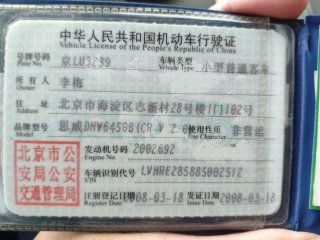 中华人民共和国机动车行驶证
Vehicle License of the People's Republic of China
号牌号码 京LU3239 车辆类型 小型普通客车
Plate No. Vehicle Type
所有人 李梅
Owner
住址 北京市海淀区志新村28号楼1门102号
Address
品牌型号 思威DHW6450B(CR-V 2.0 使用性质 非营运
发动机号码 2002692
Engine No.
车辆识别代号 LVHRE285885002512
VIN
注册登记日期 2008-03-18 发证日期 2008-03-18
Register Date Issue Date
北京市公
安局公安
交通管理局